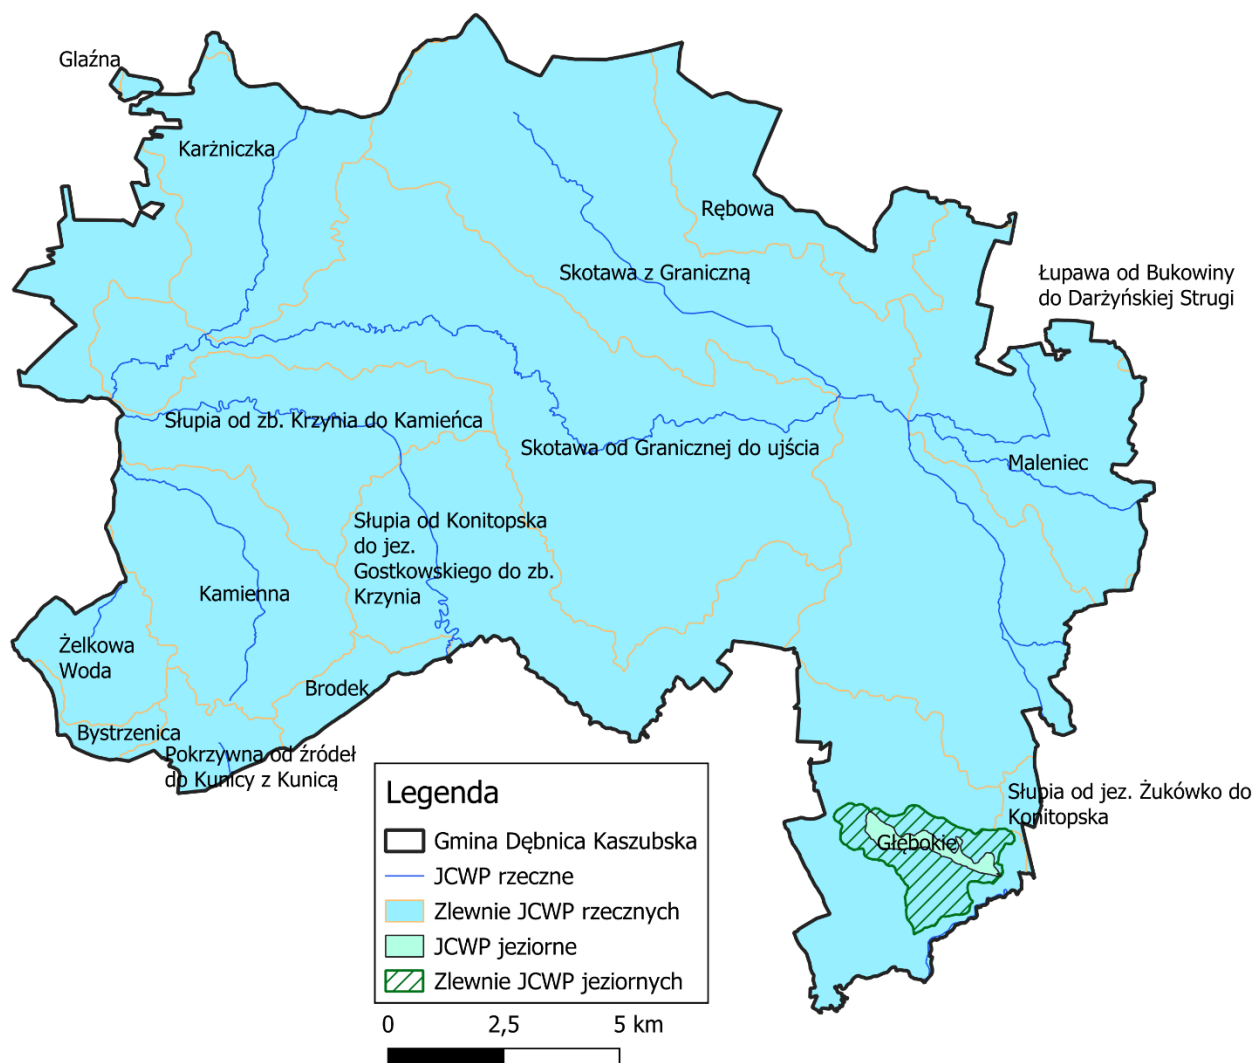 Glaźna
Karżniczka
Rębowa
Skotawa z Graniczną
Łupawa od Bukowiny
do Darżyńskiej Strugi
Słupia od zb. Krzynia do Kamieńca
Skotawa od Granicznej do ujścia
Maleniec
Słupia od Konitopska
do jez.
Gostkowskiego do zb.
Krzynia
Kamienna
Żelkowa
Woda
Brodek
Bystrzenica
Pokrzywna od źródeł
do Kunicy z Kunicą
Słupia od jez. Żukówko do
Konitopska
Głębokie
Legenda
Gmina Dębnica Kaszubska
JCWP rzeczne
Zlewnie JCWP rzecznych
JCWP jeziorne
Zlewnie JCWP jeziornych
0 2,5 5 km